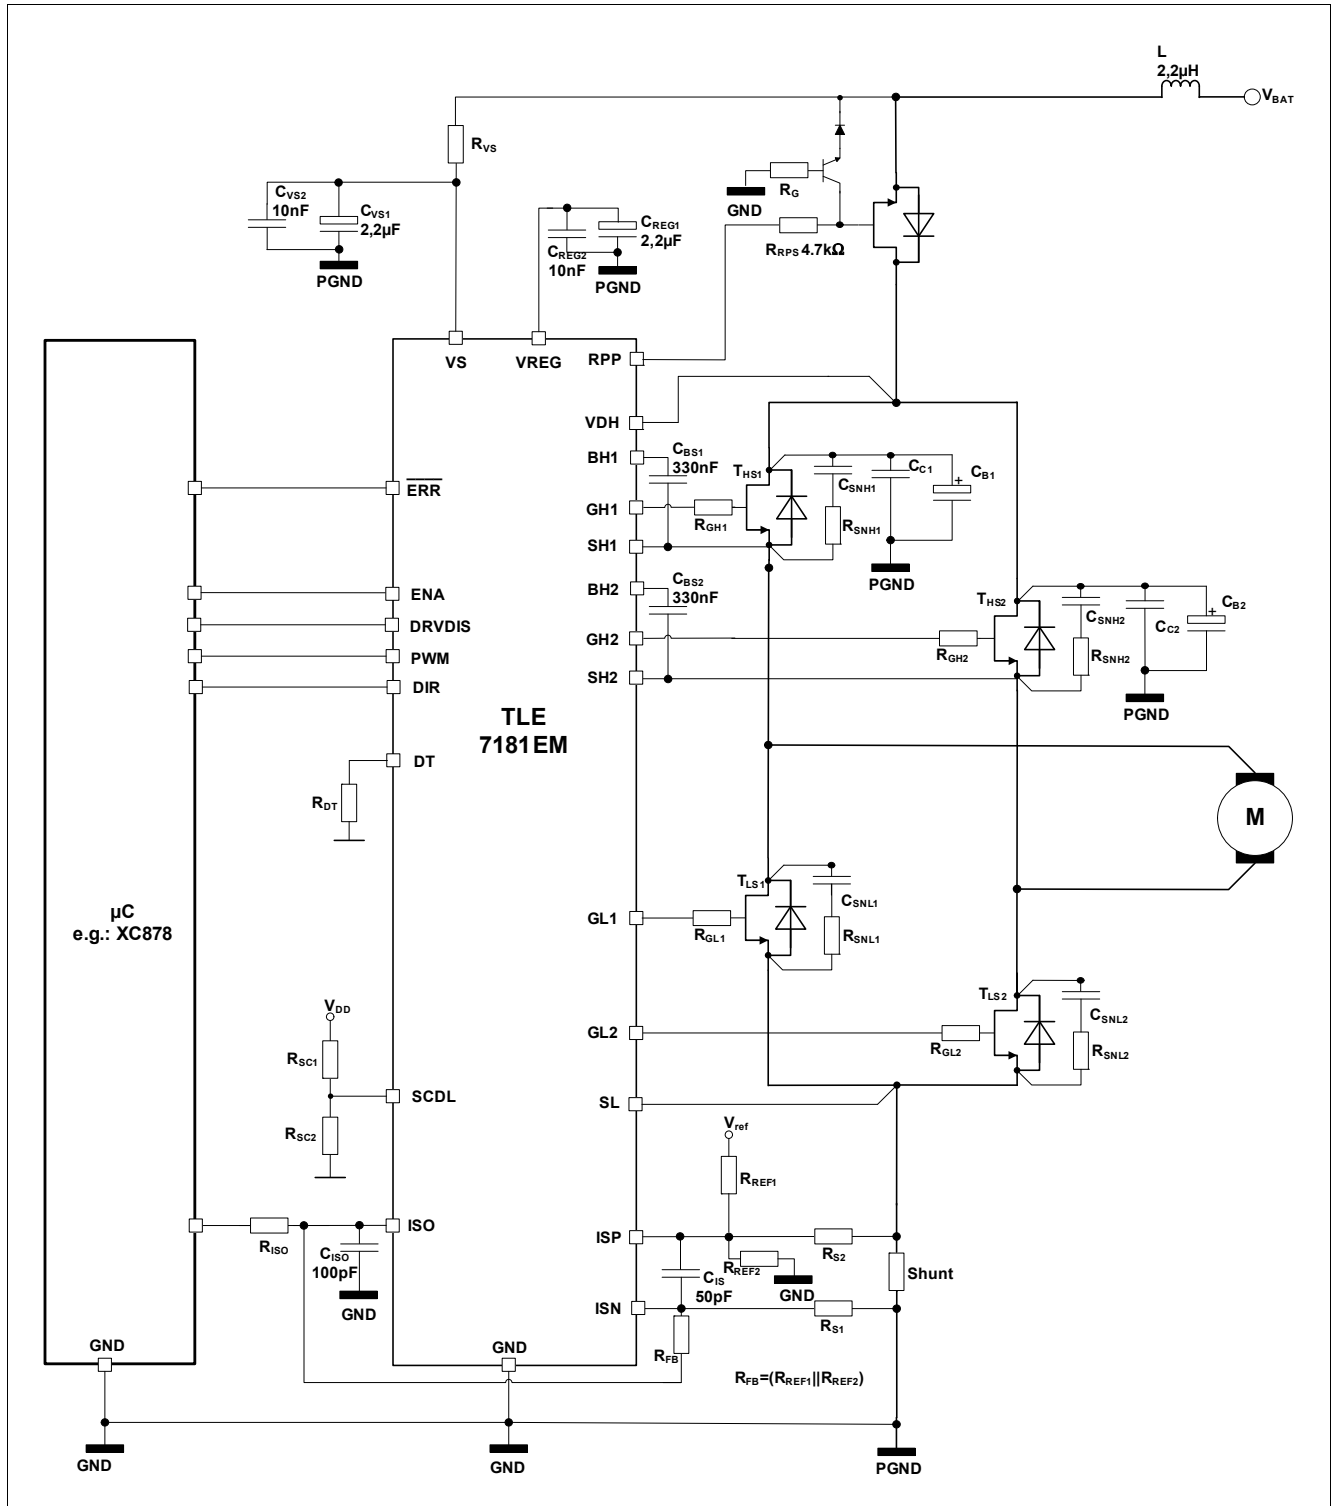 L
2,2µH
VBAT
RVS
CVS2
10nF
CVS1
2,2µF
PGND
CREG1
2,2µF
CREG2
10nF
PGND
RG
GND
RRPS 4.7kΩ
VS
VREG
RPP
VDH
BH1
CBS1
330nF
GH1
RGH1
SH1
THS1
CSNH1
RSNH1
CC1
CB1
+
PGND
BH2
CBS2
330nF
GH2
RGH2
SH2
THS2
CSNH2
RSNH2
CC2
CB2
+
PGND
ERR
ENA
DRVDIS
PWM
DIR
TLE
7181EM
DT
RDT
M
µC
e.g.: XC878
TLS1
CSNL1
RSNL1
GL1
RGL1
TLS2
CSNL2
RSNL2
GL2
RGL2
VDD
RSC1
SCDL
RSC2
SL
Vref
RREF1
ISO
RISO
CISO
100pF
GND
ISP
RS2
RREF2
GND
CIS
50pF
Shunt
ISN
RS1
RFB
RFB=(RREF1||RREF2)
GND
GND
GND
GND
PGND